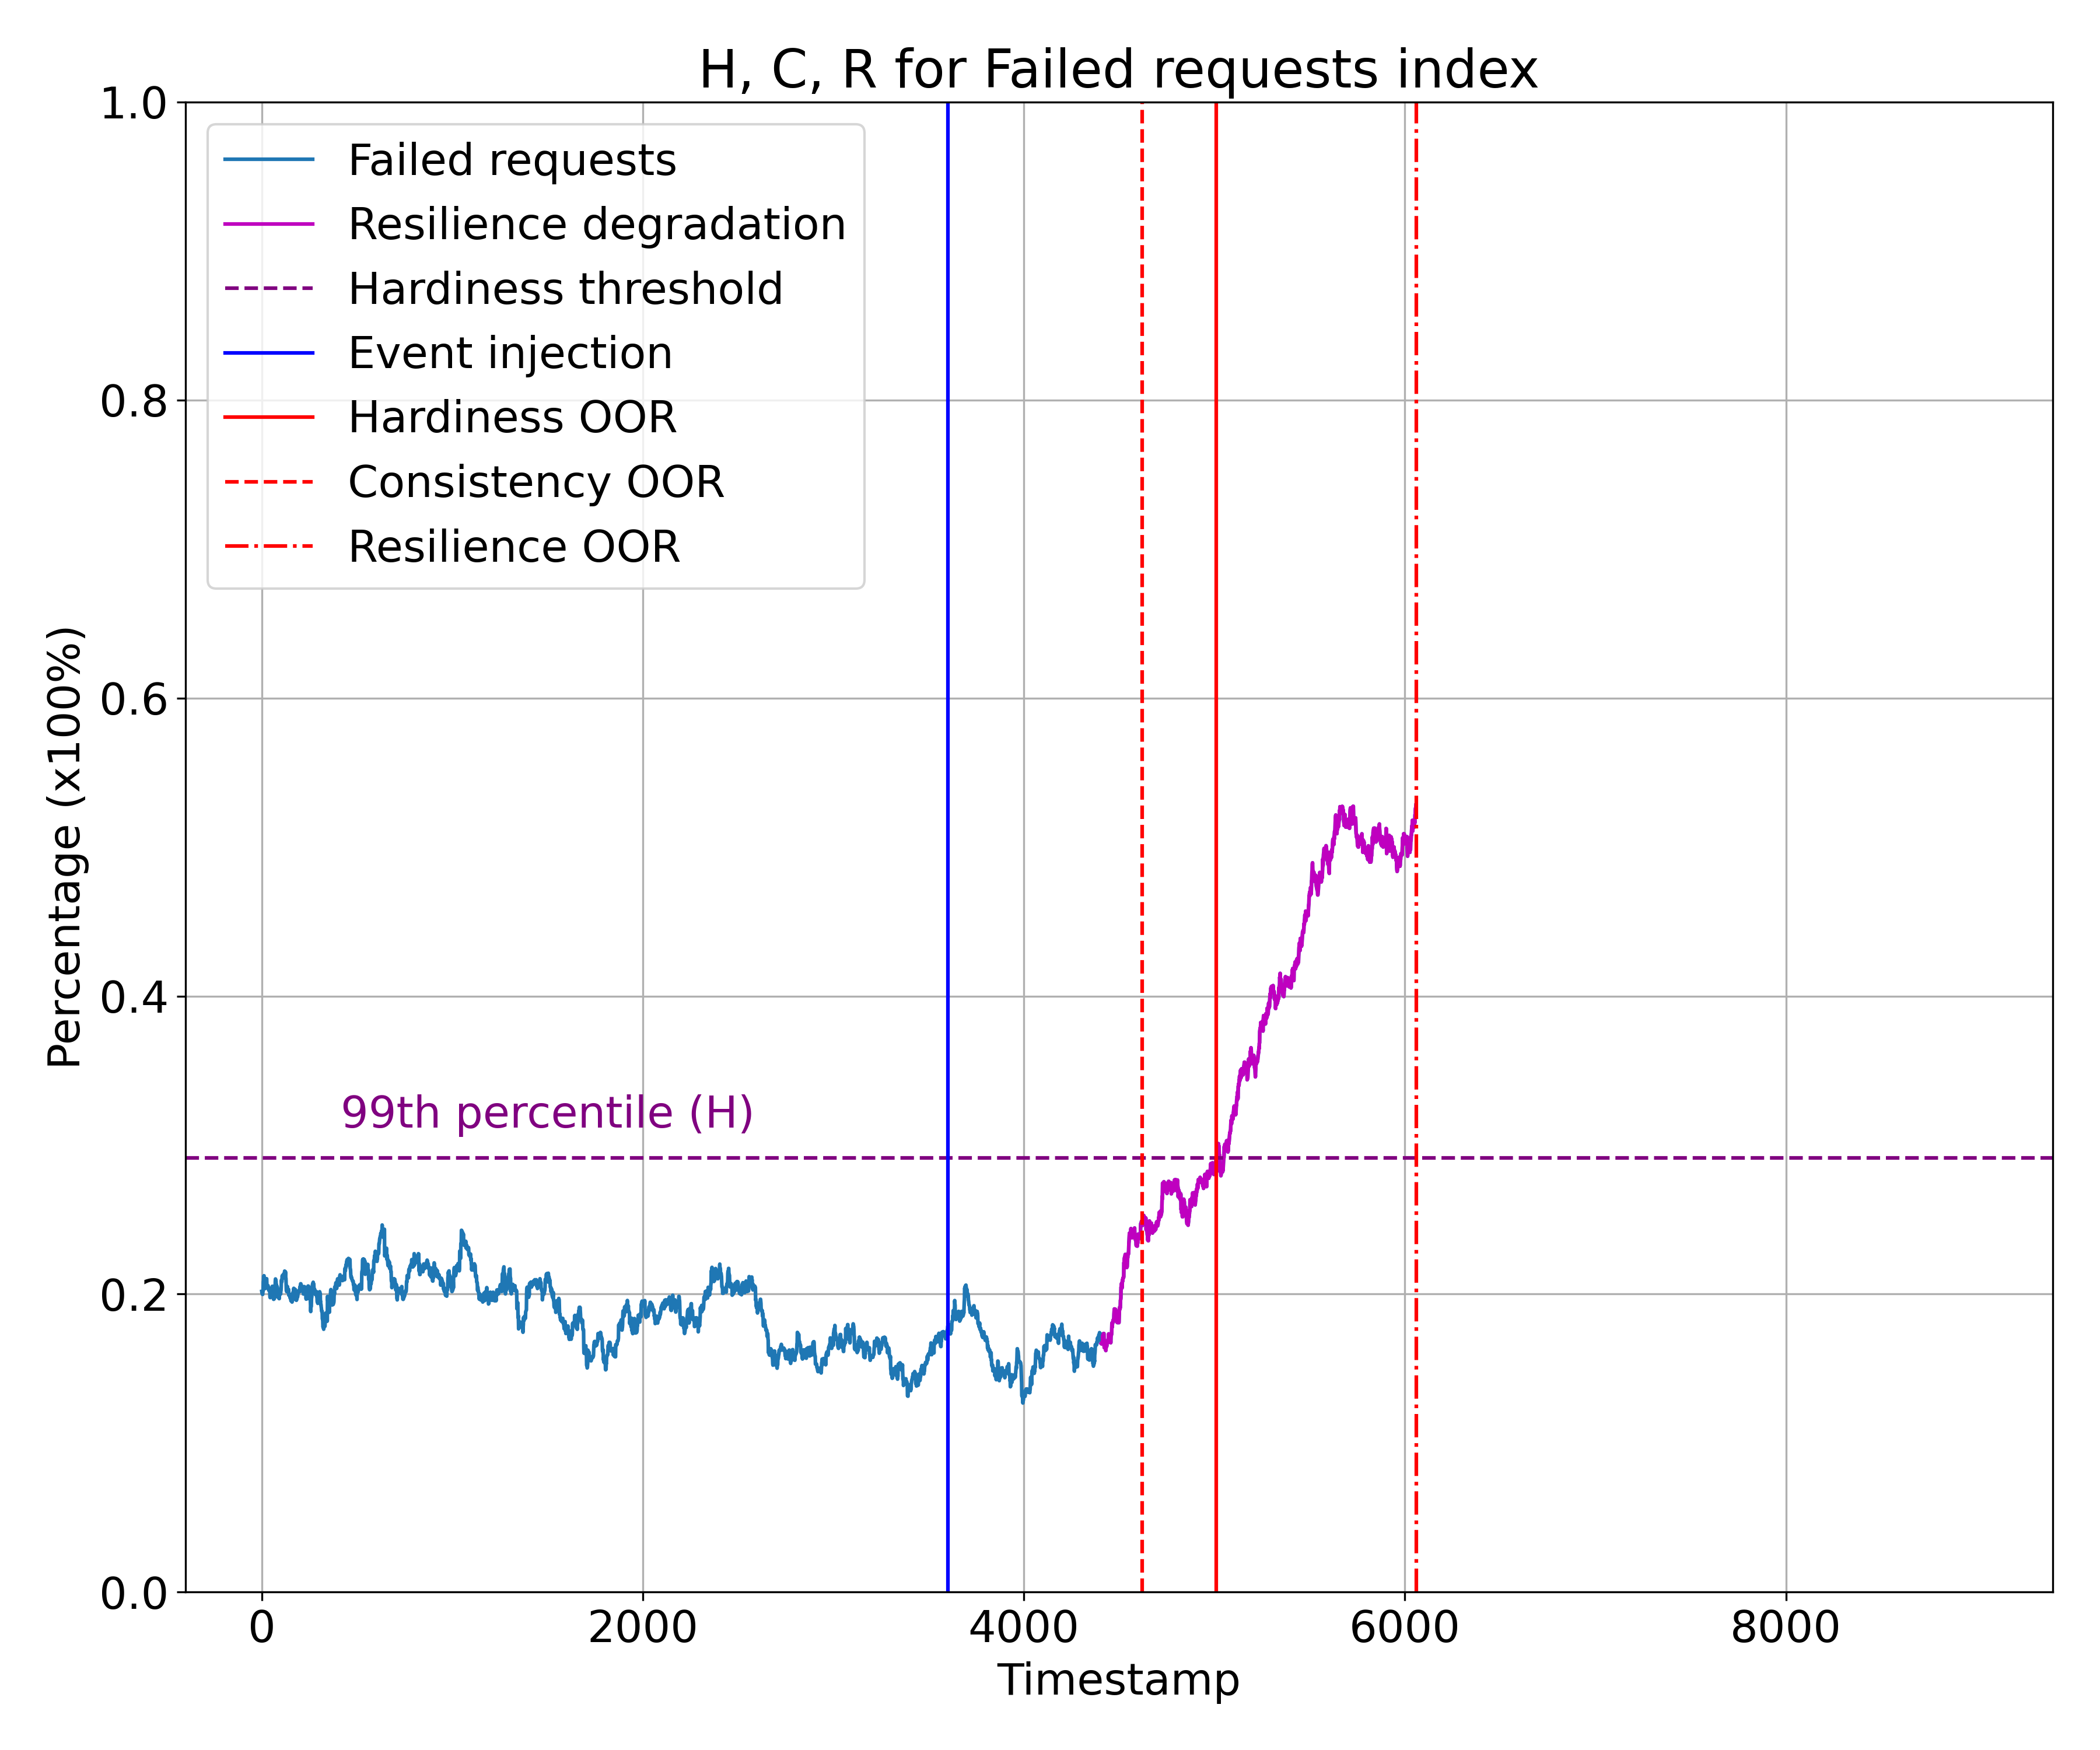 H, C, R for Failed requests index
1.0
0.8
0.6
0.4
0.2
0.0
Percentage (x100%)
Failed requests
Resilience degradation
Hardiness threshold
Event injection
Hardiness OOR
Consistency OOR
Resilience OOR
99th percentile (H)
0 2000 4000 6000 8000
Timestamp